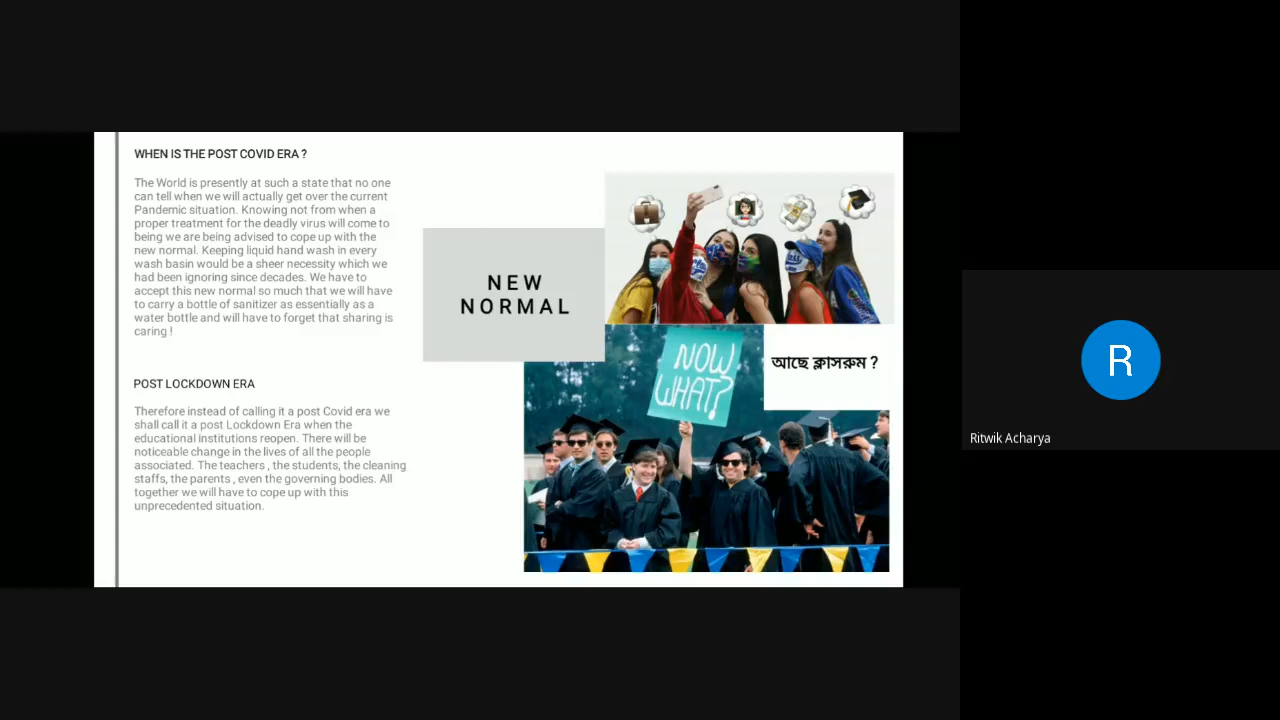 WHEN IS THE POST COVID ERA ?
The World is presently at such a state that no one
can tell when we will actually get over the current
Pandemic situation. Knowing not from when a
proper treatment for the deadly virus will come to
being we are being advised to cope up with the
new normal. Keeping liquid hand wash in every
wash basin would be a sheer necessity which we
had been ignoring since decades. We have to
accept this new normal so much that we will have
to carry a bottle of sanitizer as essentially as a
water bottle and will have to forget that sharing is
caring !
POST LOCKDOWN ERA
Therefore instead of calling it a post Covid era we
shall call it a post Lockdown Era when the
educational institutions reopen. There will be
noticeable change in the lives of all the people
associated. The teachers , the students, the cleaning
staffs, the parents , even the governing bodies. All
together we will have to cope up with this
unprecedented situation.
NEW
NORMAL
NOW
WHAT?
আছে ক্লাসরুম ?
R
Ritwik Acharya